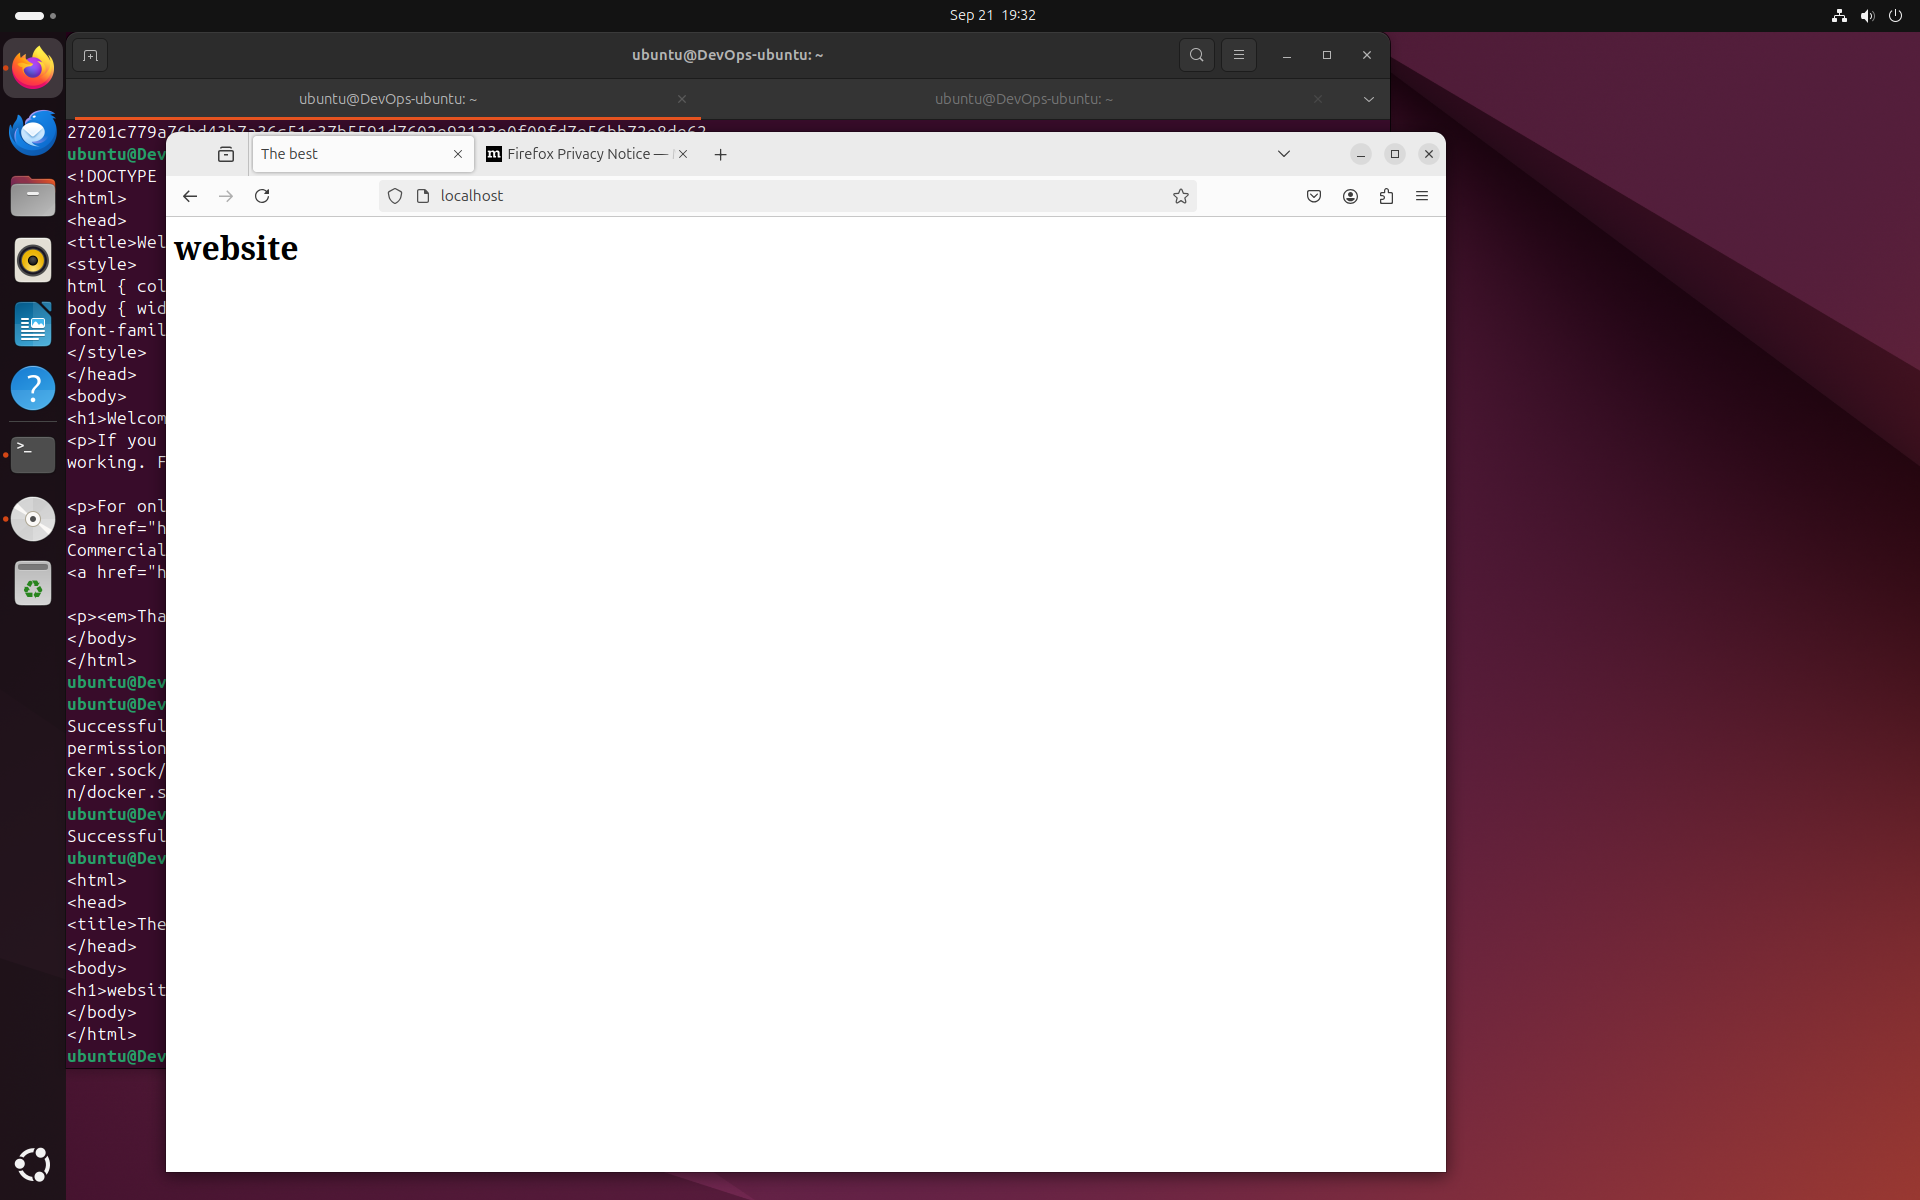 Sep 21 19:32
ubuntu@DevOps-ubuntu: ~
ubuntu@DevOps-ubuntu: ~
ubuntu@DevOps-ubuntu: ~
The best
Firefox Privacy Notice —
localhost
website
ubuntu@Dev
<!DOCTYPE
<html>
<head>
<title>Wel
<style>
html { col
body { wid
font-famil
</style>
</head>
<body>
<h1>Welcom
<p>If you
working. F
<p>For onl
<a href="h
Commercial
<a href="h
<p><em>Tha
</body>
</html>
ubuntu@Dev
ubuntu@Dev
Successful
permission
cker.sock/
n/docker.s
ubuntu@Dev
Successful
ubuntu@Dev
<html>
<head>
<title>The
</head>
<body>
<h1>websit
</body>
</html>
ubuntu@Dev